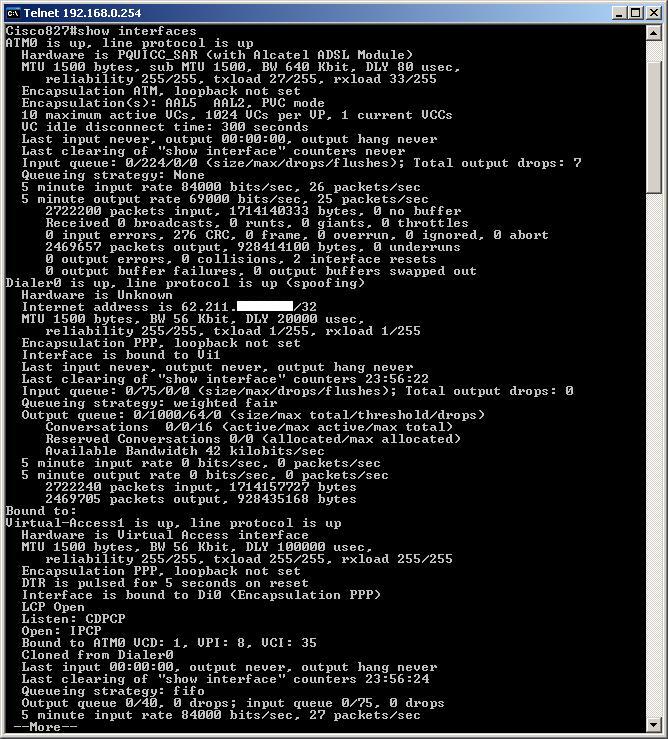 Telnet 192.168.0.254
Cisco827#show interfaces
ATM0 is up, line protocol is up
  Hardware is PQUICC_SAR (with Alcatel ADSL Module)
  MTU 1500 bytes, sub MTU 1500, BW 640 Kbit, DLY 80 usec,
     reliability 255/255, txload 27/255, rxload 33/255
  Encapsulation ATM, loopback not set
  Encapsulation(s): AAL5  AAL2, PVC mode
  10 maximum active VCs, 1024 VCs per VP, 1 current VCCs
  VC idle disconnect time: 300 seconds
  Last input never, output 00:00:00, output hang never
  Last clearing of "show interface" counters never
  Input queue: 0/224/0/0 (size/max/drops/flushes); Total output drops: 7
  Queueing strategy: None
  5 minute input rate 84000 bits/sec, 26 packets/sec
  5 minute output rate 69000 bits/sec, 25 packets/sec
     2722200 packets input, 1714140333 bytes, 0 no buffer
     Received 0 broadcasts, 0 runts, 0 giants, 0 throttles
     0 input errors, 276 CRC, 0 frame, 0 overrun, 0 ignored, 0 abort
     2469657 packets output, 928414100 bytes, 0 underruns
     0 output errors, 0 collisions, 2 interface resets
     0 output buffer failures, 0 output buffers swapped out
Dialer0 is up, line protocol is up (spoofing)
  Hardware is Unknown
  Internet address is 62.211. /32
  MTU 1500 bytes, BW 56 Kbit, DLY 20000 usec,
     reliability 255/255, txload 1/255, rxload 1/255
  Encapsulation PPP, loopback not set
  Interface is bound to Vi1
  Last input never, output never, output hang never
  Last clearing of "show interface" counters 23:56:22
  Input queue: 0/75/0/0 (size/max/drops/flushes); Total output drops: 0
  Queueing strategy: weighted fair
  Output queue: 0/1000/64/0 (size/max total/threshold/drops)
     Conversations  0/0/16 (active/max active/max total)
     Reserved Conversations 0/0 (allocated/max allocated)
     Available Bandwidth 42 kilobits/sec
  5 minute input rate 0 bits/sec, 0 packets/sec
  5 minute output rate 0 bits/sec, 0 packets/sec
     2722240 packets input, 1714157727 bytes
     2469705 packets output, 928435168 bytes
Bound to:
Virtual-Access1 is up, line protocol is up
  Hardware is Virtual Access interface
  MTU 1500 bytes, BW 56 Kbit, DLY 100000 usec,
     reliability 255/255, txload 255/255, rxload 255/255
  Encapsulation PPP, loopback not set
  DTR is pulsed for 5 seconds on reset
  Interface is bound to Di0 (Encapsulation PPP)
  LCP Open
  Listen: CDPCP
  Open: IPCP
  Bound to ATM0 VCD: 1, VPI: 8, VCI: 35
  Cloned from Dialer0
  Last input 00:00:00, output never, output hang never
  Last clearing of "show interface" counters 23:56:24
  Queueing strategy: fifo
  Output queue 0/40, 0 drops; input queue 0/75, 0 drops
  5 minute input rate 84000 bits/sec, 27 packets/sec
 --More--